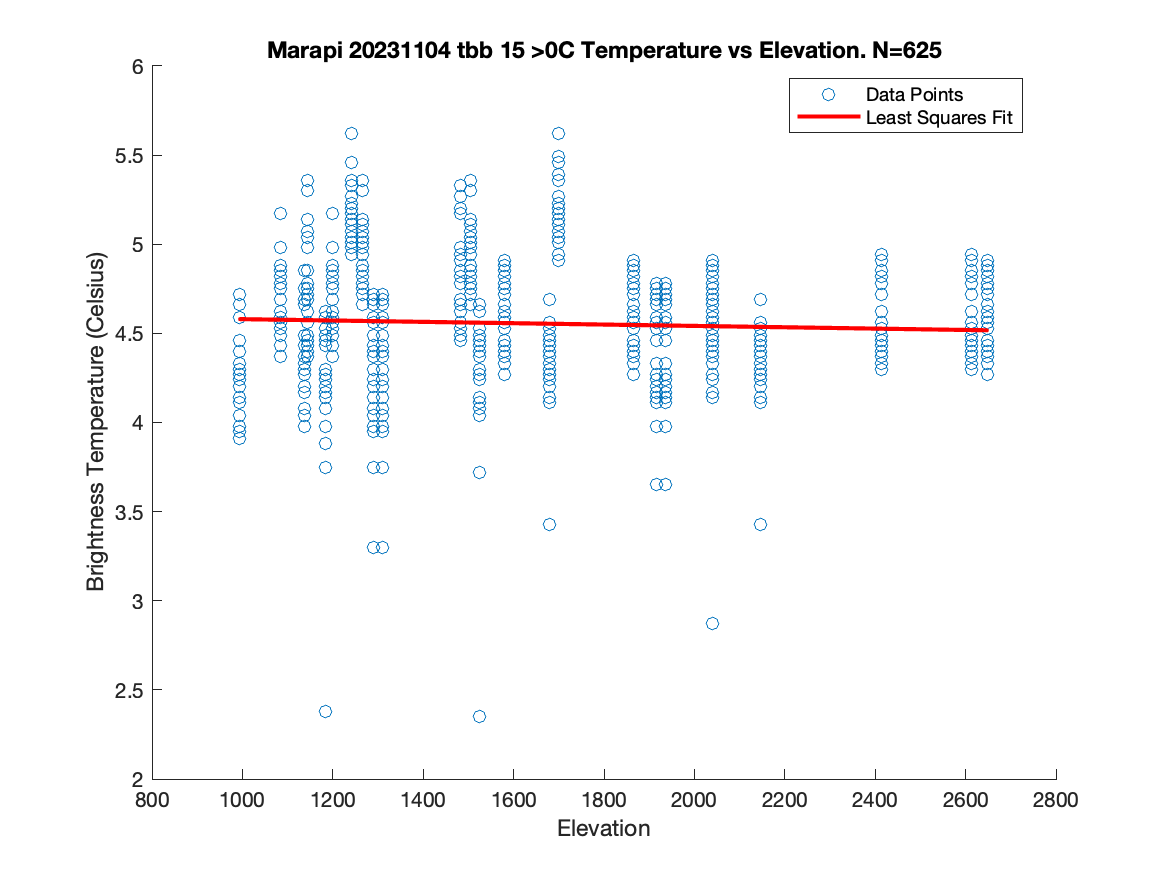 Marapi 20231104 tbb 15 >0C Temperature vs Elevation. N=625
Data Points
Least Squares Fit
Brightness Temperature (Celsius)
6
5.5
5
4.5
4
3.5
3
2.5
2
800 1000 1200 1400 1600 1800 2000 2200 2400 2600 2800
Elevation